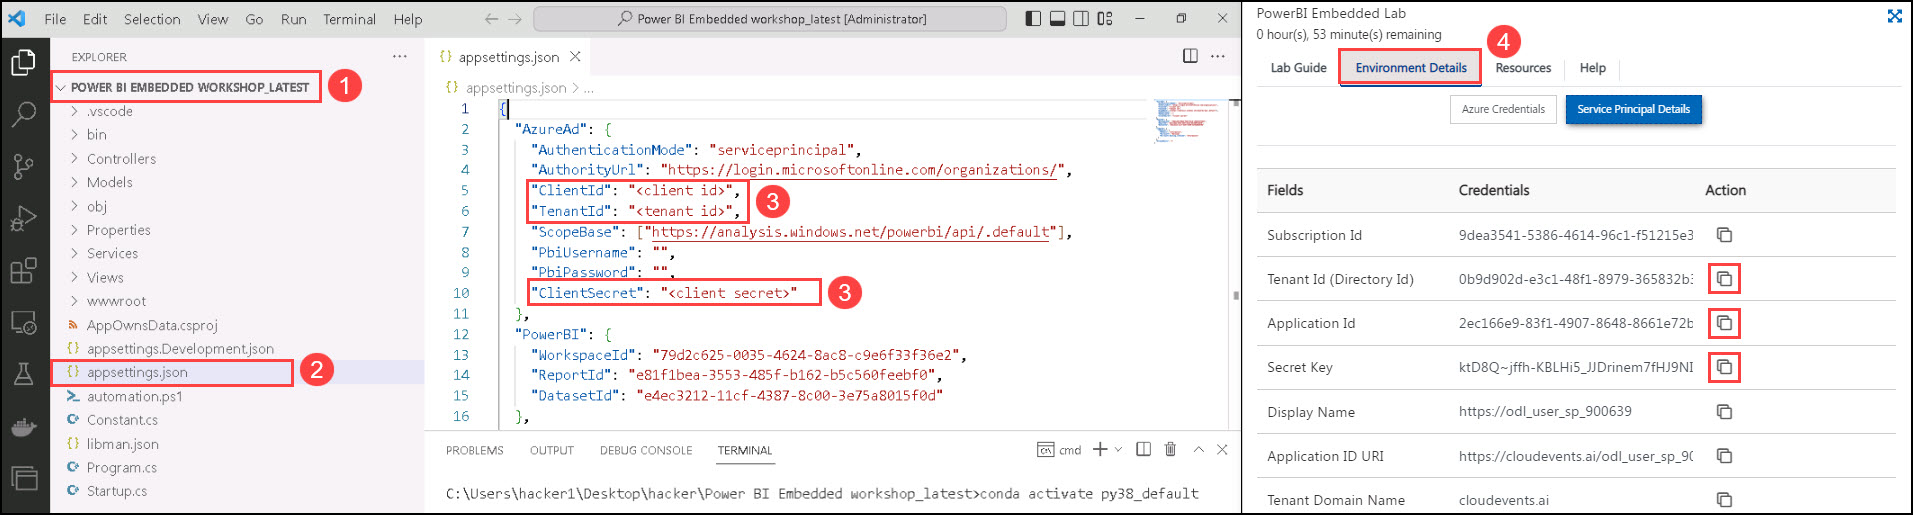 File Edit Selection View Go Run Terminal Help
Power BI Embedded workshop_latest [Administrator]
EXPLORER
POWER BI EMBEDDED WORKSHOP_LATEST
1
.vscode
bin
Controllers
Models
obj
Properties
Services
Views
wwwroot
AppOwnsData.csproj
appsettings.Development.json
appsettings.json
2
automation.ps1
Constant.cs
libman.json
Program.cs
Startup.cs
appsettings.json
appsettings.json > ...
1 {
2 "AzureAd": {
3 "AuthenticationMode": "serviceprincipal",
4 "AuthorityUrl": "https://login.microsoftonline.com/organizations/",
5 "ClientId": "<client id>",
6 "TenantId": "<tenant id>",
3
7 "ScopeBase": ["https://analysis.windows.net/powerbi/api/.default"],
8 "PbiUsername": "",
9 "PbiPassword": "",
10 "ClientSecret": "<client secret>"
3
11 },
12 "PowerBI": {
13 "WorkspaceId": "79d2c625-0035-4624-8ac8-c9e6f33f36e2",
14 "ReportId": "e81f1bea-3553-485f-b162-b5c560feebf0",
15 "DatasetId": "e4ec3212-11cf-4387-8c00-3e75a8015f0d"
16 },
PROBLEMS OUTPUT DEBUG CONSOLE TERMINAL
cmd
C:\Users\hacker1\Desktop\hacker\Power BI Embedded workshop_latest>conda activate py38_default
PowerBI Embedded Lab
0 hour(s), 53 minute(s) remaining
4
Lab Guide Environment Details Resources Help
Azure Credentials Service Principal Details
Fields Credentials Action
Subscription Id 9dea3541-5386-4614-96c1-f51215e3
Tenant Id (Directory Id) 0b9d902d-e3c1-48f1-8979-365832b3
Application Id 2ec166e9-83f1-4907-8648-8661e72b
Secret Key ktD8Q~jffh-KBLHi5_JJDrinem7fHJ9NI
Display Name https://odl_user_sp_900639
Application ID URI https://cloudevents.ai/odl_user_sp_90
Tenant Domain Name cloudevents.ai